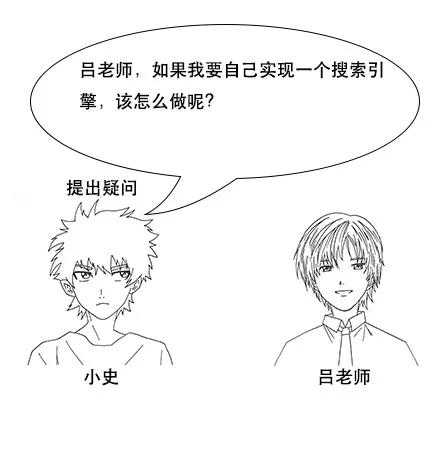 吕老师，如果我要自己实现一个搜索引
擎，该怎么做呢？
提出疑问
小史
吕老师